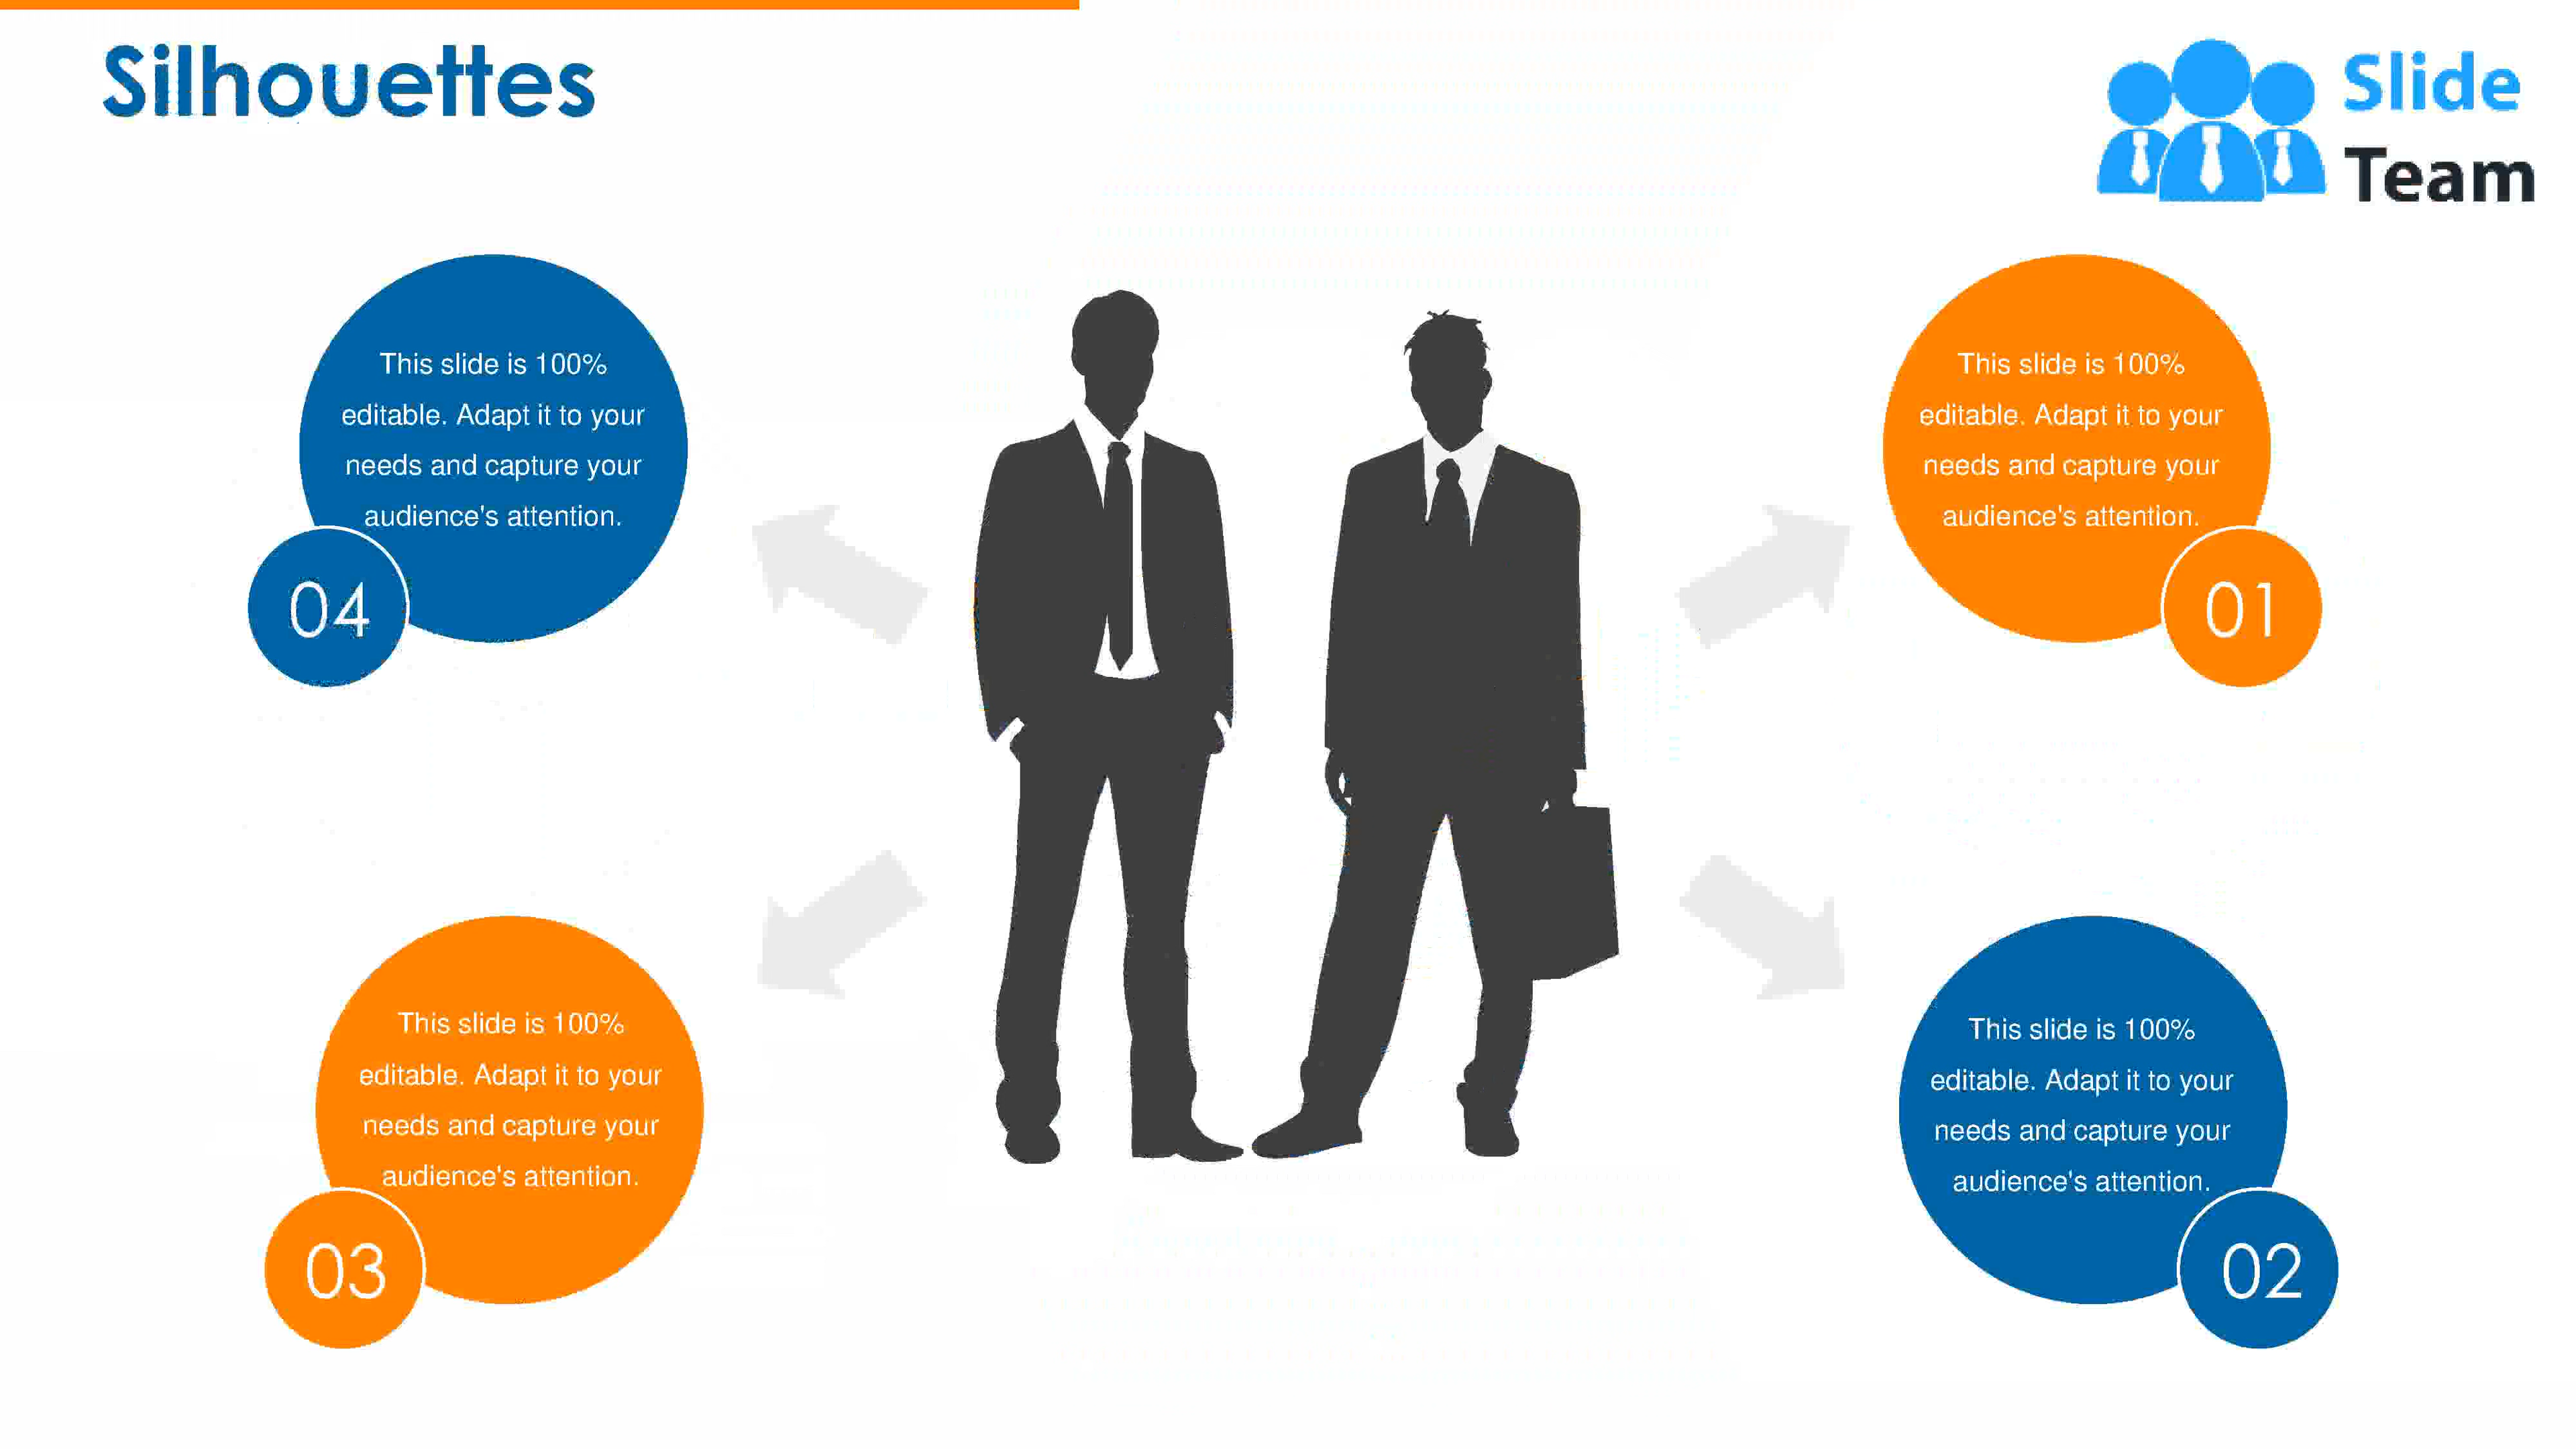 Silhouettes
Slide
Team
This slide is 100%
editable. Adapt it to your
needs and capture your
audience's attention.
04
This slide is 100%
editable. Adapt it to your
needs and capture your
audience's attention.
01
This slide is 100%
editable. Adapt it to your
needs and capture your
audience's attention.
03
This slide is 100%
editable. Adapt it to your
needs and capture your
audience's attention.
02